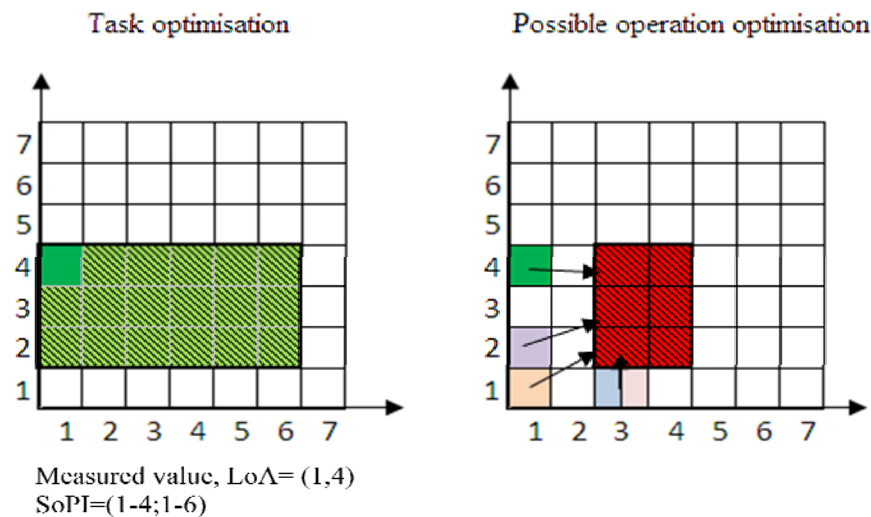 Task optimisation
Possible operation optimisation
7
6
5
4
3
2
1
1 2 3 4 5 6 7
7
6
5
4
3
2
1
1 2 3 4 5 6 7
Measured value, LoA= (1,4)
SoPI=(1-4;1-6)